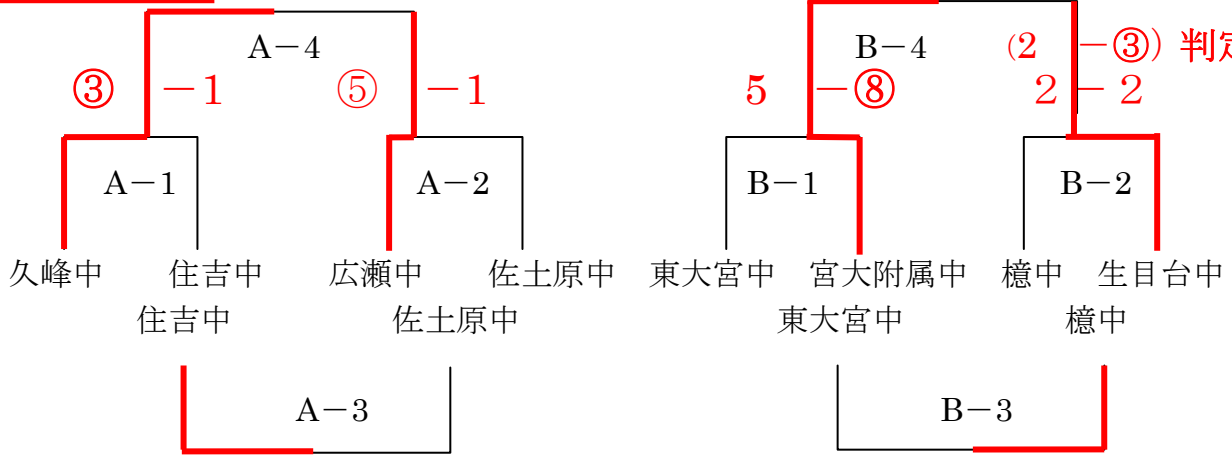 A－4 B－4 (2 －③) 判定
③ －1 ⑤ －1 5 －⑧ 2 －2
A－1 A－2 B－1 B－2
久峰中 住吉中 広瀬中 佐土原中 東大宮中 宮大附属中 檍中 生目台中
住吉中 佐土原中 東大宮中 檍中
A－3 B－3